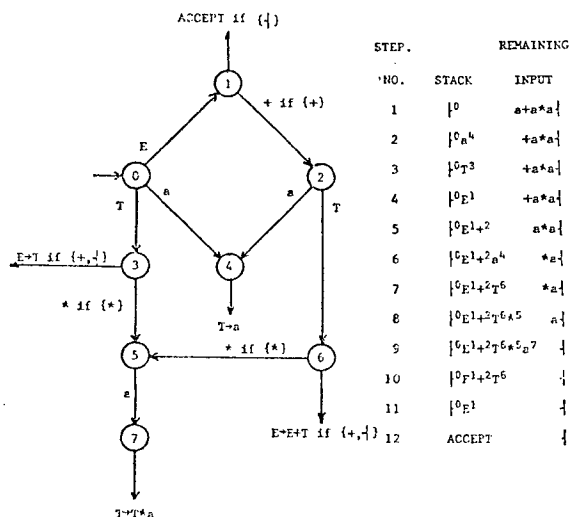 ACCEPT if {┤}
1
+ if {+}
E
0
2
T
a
a
T
E→T if {+,┤}
3
4
* if {*}
T→a
* if {*}
5
6
a
E→E+T if {+,┤}
7
T→T*a
STEP. REMAINING
NO. STACK INPUT
1 ├⁰ a+a*a┤
2 ├⁰a⁴ +a*a┤
3 ├⁰T³ +a*a┤
4 ├⁰E¹ +a*a┤
5 ├⁰E¹+² a*a┤
6 ├⁰E¹+²a⁴ *a┤
7 ├⁰E¹+²T⁶ *a┤
8 ├⁰E¹+²T⁶*⁵ a┤
9 ├⁰E¹+²T⁶*⁵a⁷ ┤
10 ├⁰E¹+²T⁶ ┤
11 ├⁰E¹ ┤
12 ACCEPT ┤